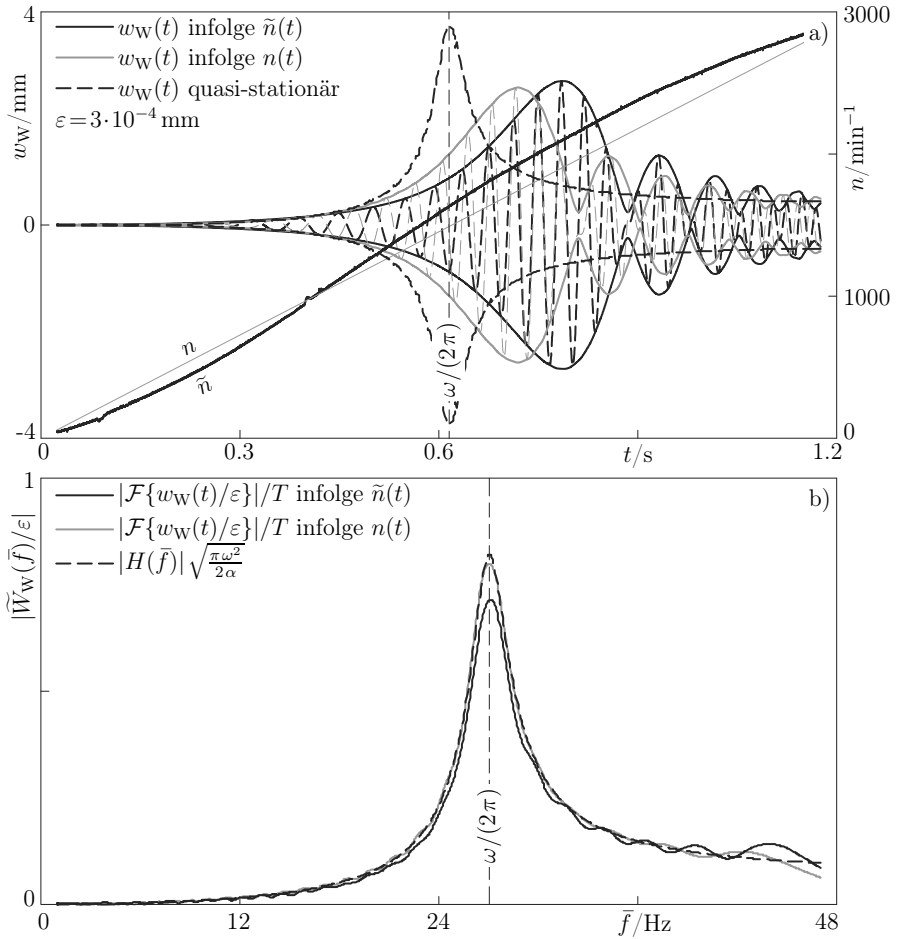 4
w_W/mm
0
-4
w_W(t) infolge ñ(t)
w_W(t) infolge n(t)
w_W(t) quasi-stationär
ε=3·10⁻⁴ mm
a)
3000
n/min⁻¹
1000
0
n
ñ
ω/(2π)
0
0.3
0.6
t/s
1.2
1
|W̃_W(f̄)/ε|
0
|F{w_W(t)/ε}|/T infolge ñ(t)
|F{w_W(t)/ε}|/T infolge n(t)
|H(f̄)|√(πω²/2α)
b)
ω/(2π)
0
12
24
f̄/Hz
48